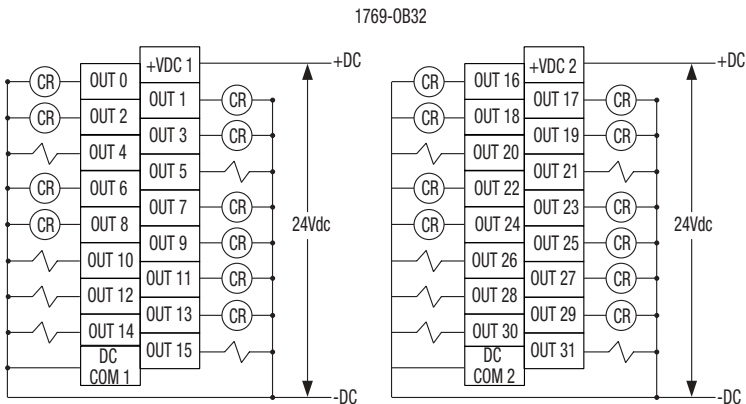 1769-OB32
+VDC 1 +DC
CR OUT 0
OUT 1 CR
CR OUT 2
OUT 3 CR
OUT 4
OUT 5
CR OUT 6
OUT 7 CR
CR OUT 8
24Vdc
OUT 9 CR
OUT 10
OUT 11 CR
OUT 12
OUT 13 CR
OUT 14
OUT 15
DC
COM 1
-DC
+VDC 2 +DC
CR OUT 16
OUT 17 CR
CR OUT 18
OUT 19 CR
OUT 20
OUT 21
CR OUT 22
OUT 23 CR
CR OUT 24
24Vdc
OUT 25 CR
OUT 26
OUT 27 CR
OUT 28
OUT 29 CR
OUT 30
OUT 31
DC
COM 2
-DC